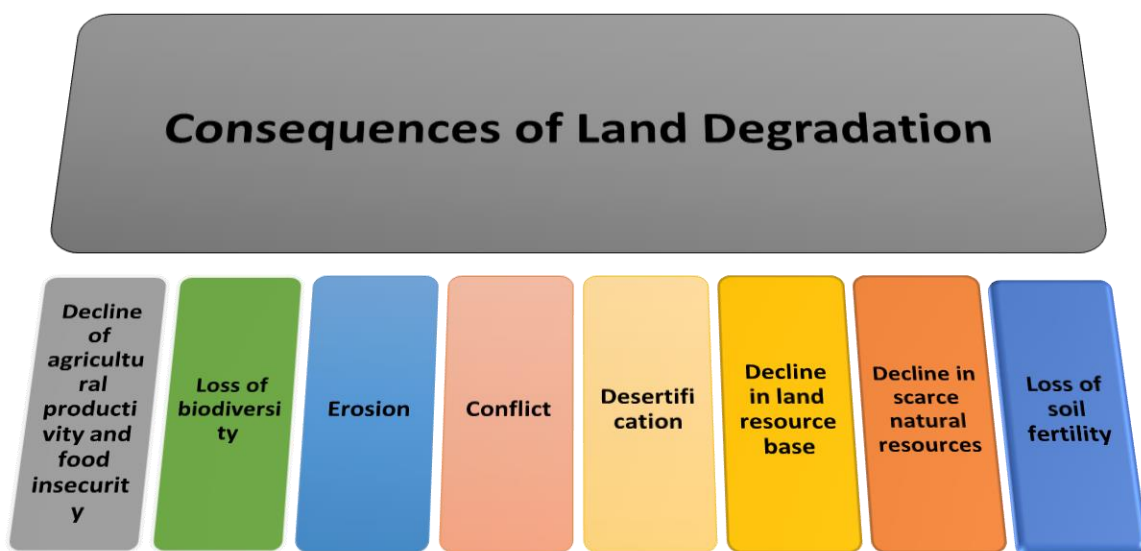 Consequences of Land Degradation
Decline
of
agricultu
ral
producti
vity and
food
insecurit
y
Loss of
biodiversi
ty
Erosion
Conflict
Desertifi
cation
Decline
in land
resource
base
Decline in
scarce
natural
resources
Loss of
soil
fertility